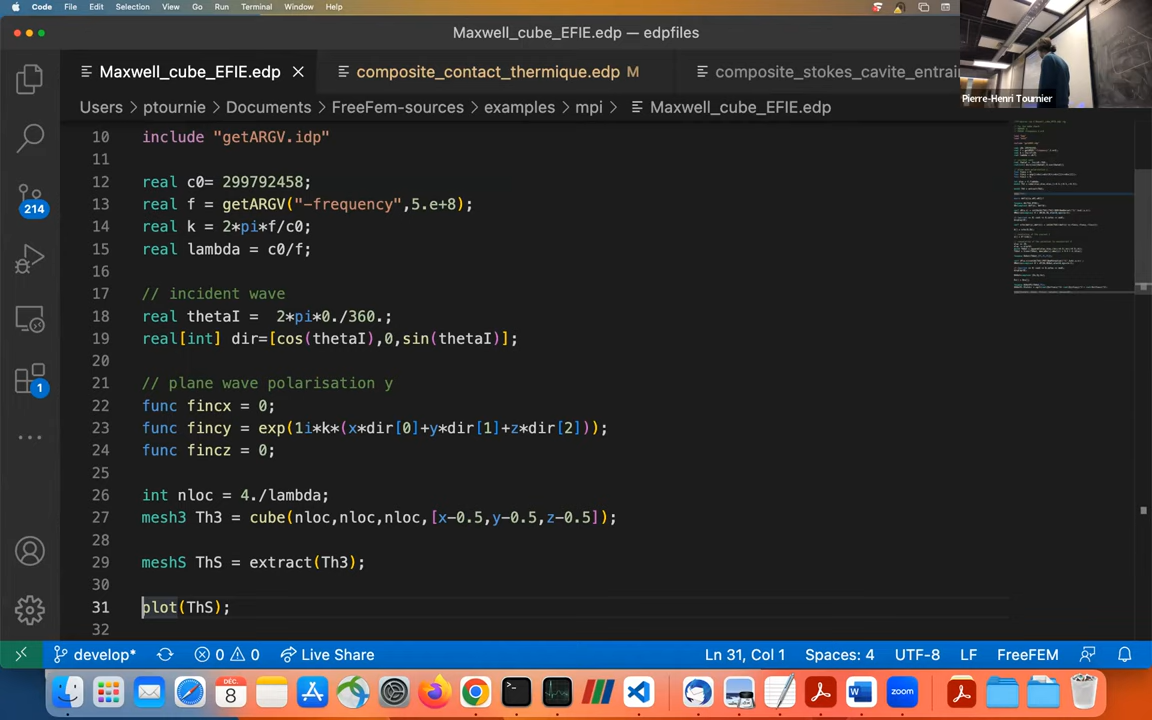 Code File Edit Selection View Go Run Terminal Window Help
Maxwell_cube_EFIE.edp — edpfiles
Maxwell_cube_EFIE.edp
composite_contact_thermique.edp M
composite_stokes_cavite_entraî
Pierre-Henri Tournier
Users > ptournie > Documents > FreeFem-sources > examples > mpi > Maxwell_cube_EFIE.edp
10 include "getARGV.idp"
11
12 real c0= 299792458;
13 real f = getARGV("-frequency",5.e+8);
14 real k = 2*pi*f/c0;
15 real lambda = c0/f;
16
17 // incident wave
18 real thetaI =  2*pi*0./360.;
19 real[int] dir=[cos(thetaI),0,sin(thetaI)];
20
21 // plane wave polarisation y
22 func fincx = 0;
23 func fincy = exp(1i*k*(x*dir[0]+y*dir[1]+z*dir[2]));
24 func fincz = 0;
25
26 int nloc = 4./lambda;
27 mesh3 Th3 = cube(nloc,nloc,nloc,[x-0.5,y-0.5,z-0.5]);
28
29 meshS ThS = extract(Th3);
30
31 plot(ThS);
32
214
1
develop* 0 0 Live Share Ln 31, Col 1 Spaces: 4 UTF-8 LF FreeFEM
DÉC.
8
zoom